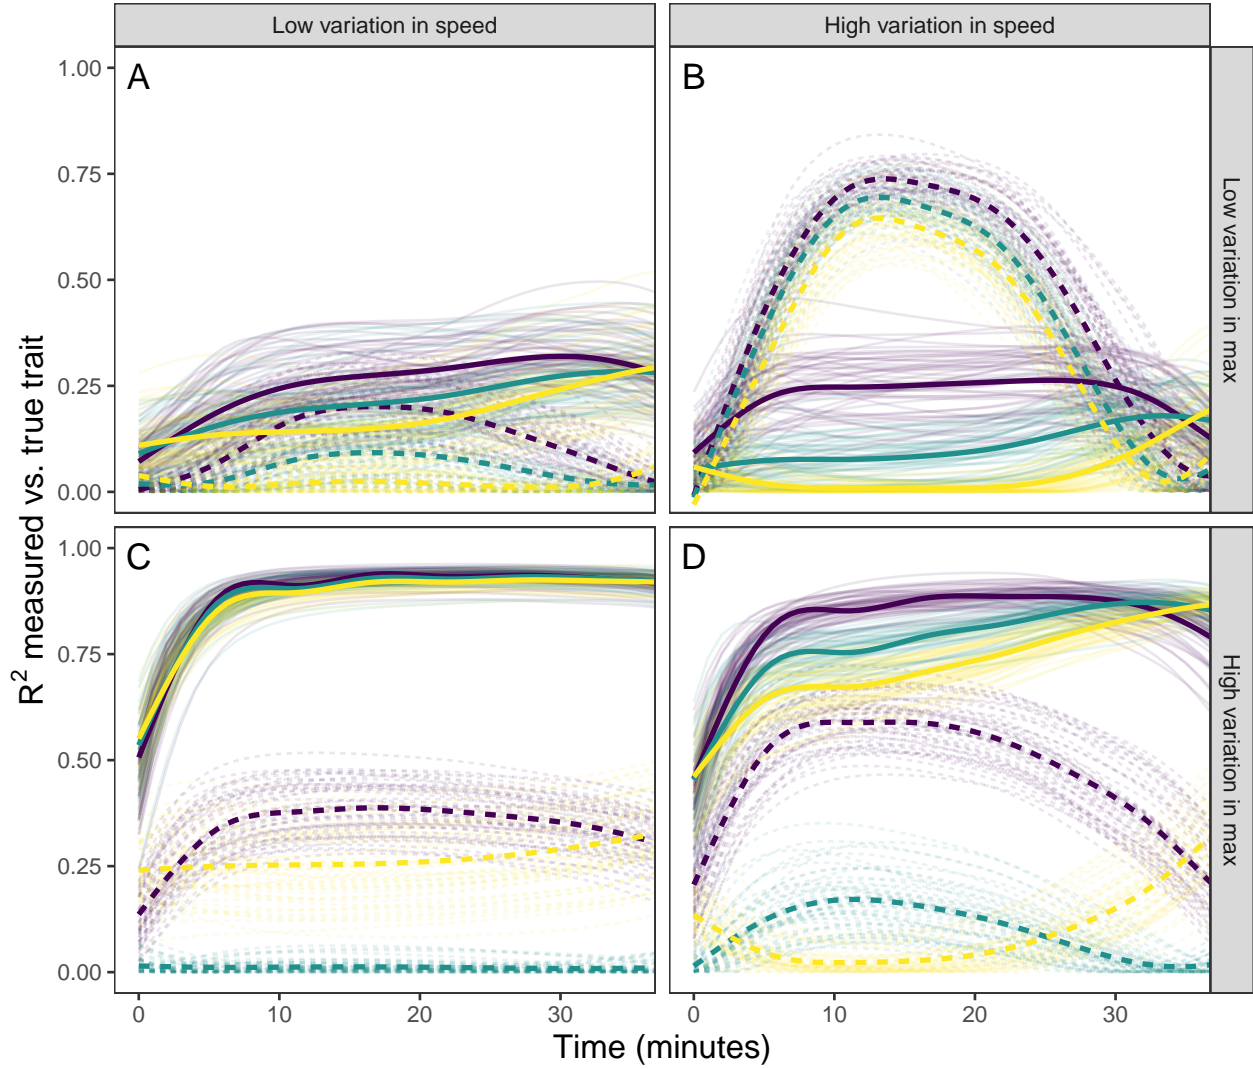 Low variation in speed
High variation in speed
A
B
1.00
0.75
0.50
0.25
0.00
Low variation in max
C
D
1.00
0.75
0.50
0.25
0.00
High variation in max
R² measured vs. true trait
0
10
20
30
0
10
20
30
Time (minutes)